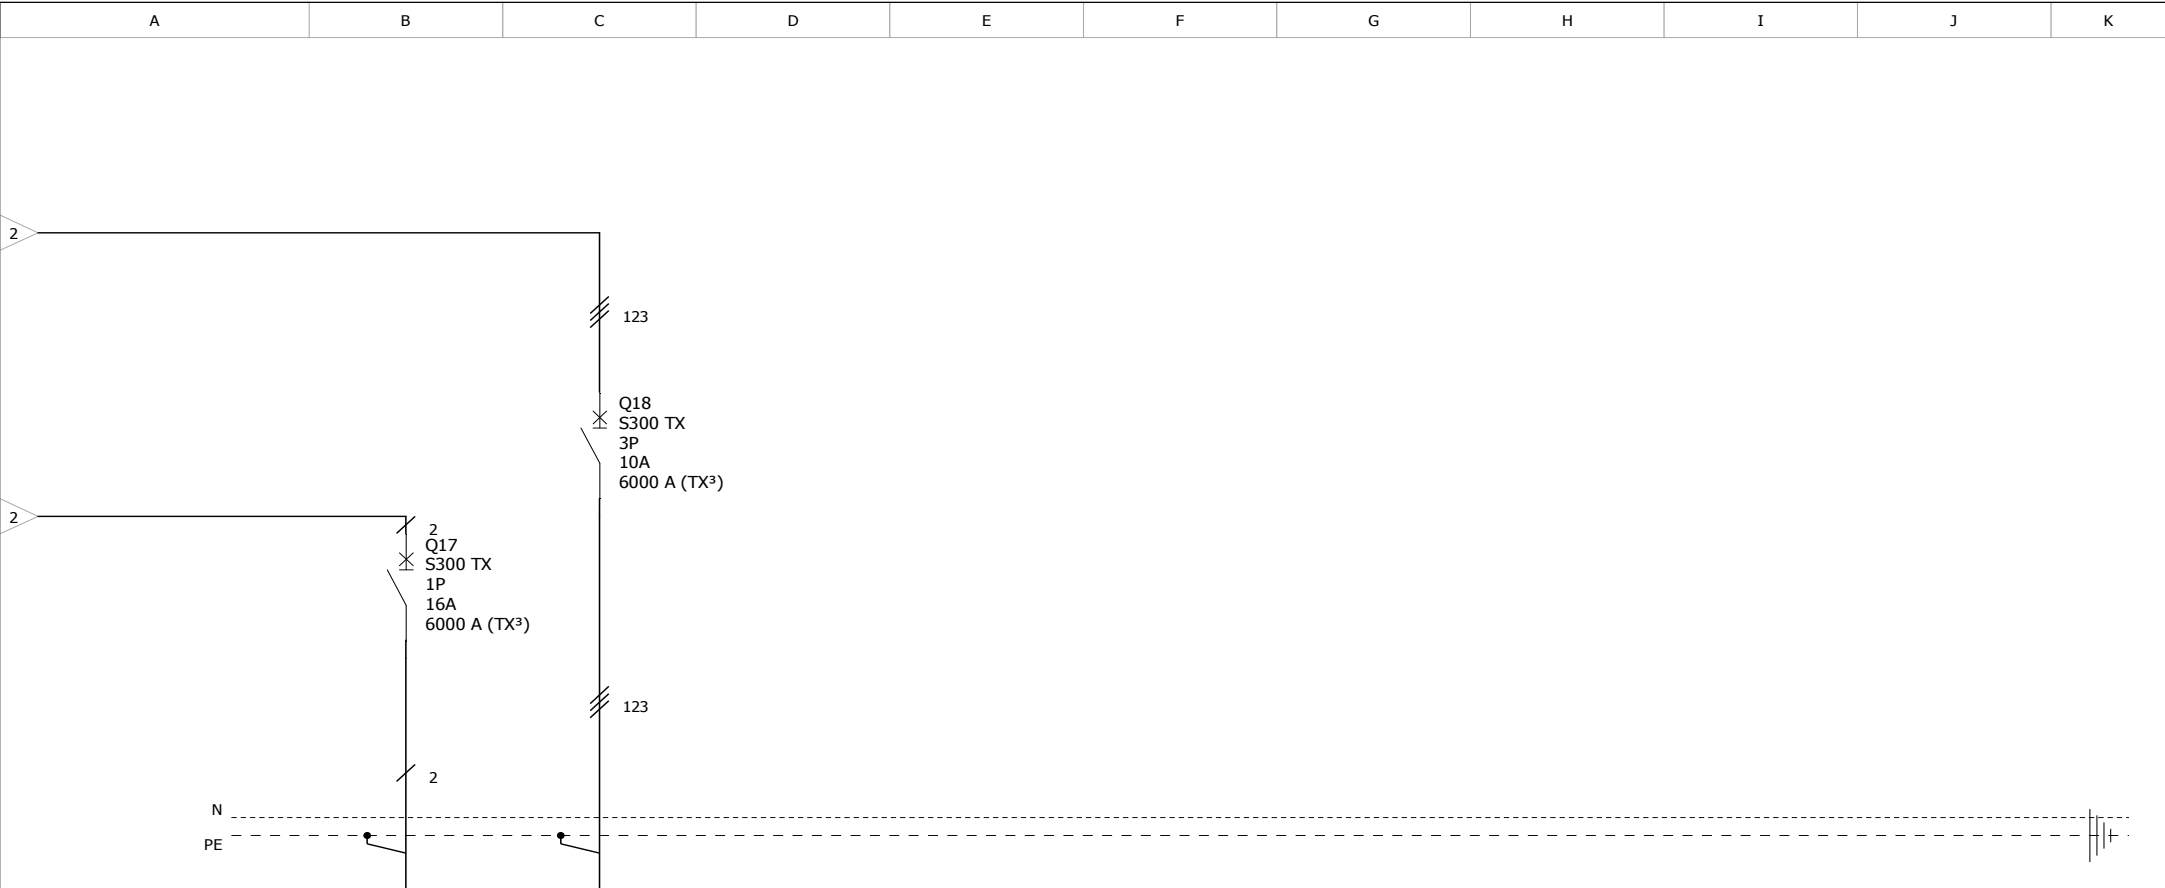 A B C D E F G H I J K
2
123
Q18
S300 TX
3P
10A
6000 A (TX³)
2
2
Q17
S300 TX
1P
16A
6000 A (TX³)
123
2
N
PE